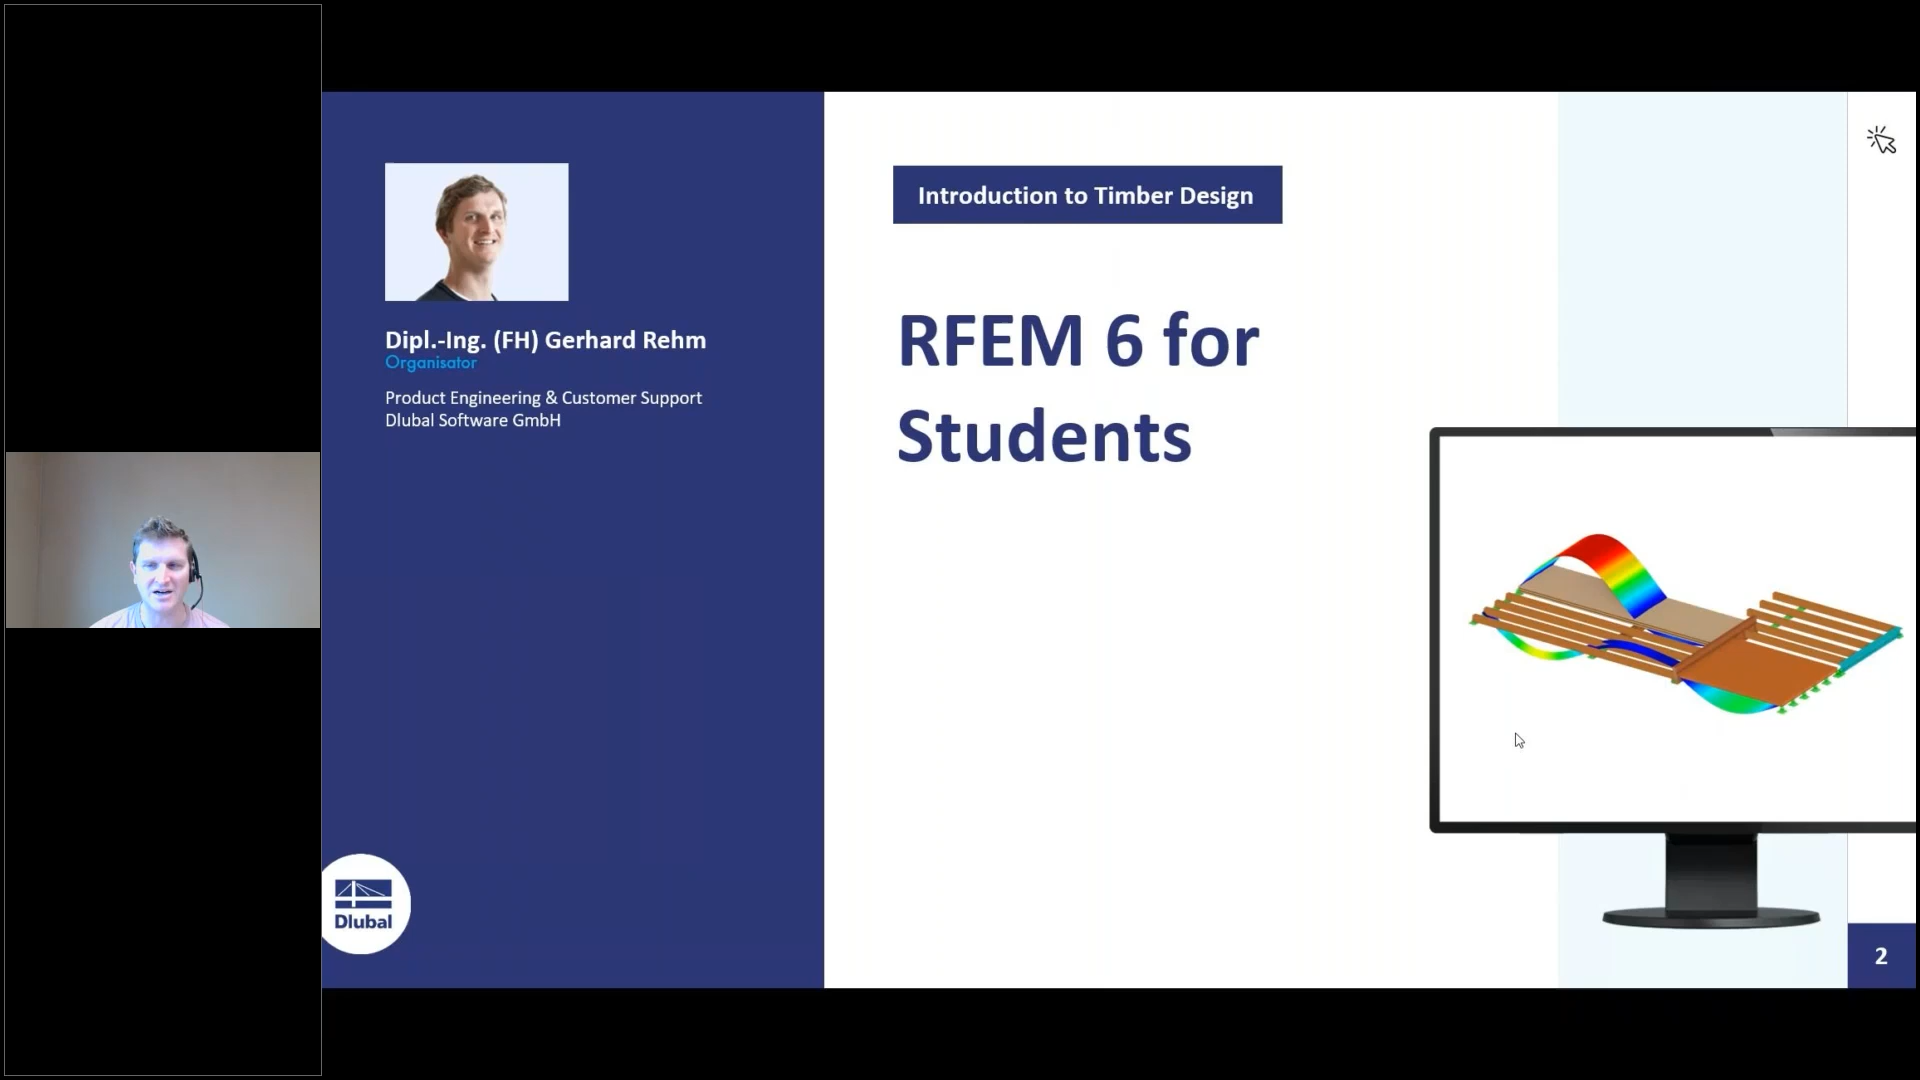 Dipl.-Ing. (FH) Gerhard Rehm
Organisator
Product Engineering & Customer Support
Dlubal Software GmbH
Dlubal
Introduction to Timber Design
RFEM 6 for
Students
2